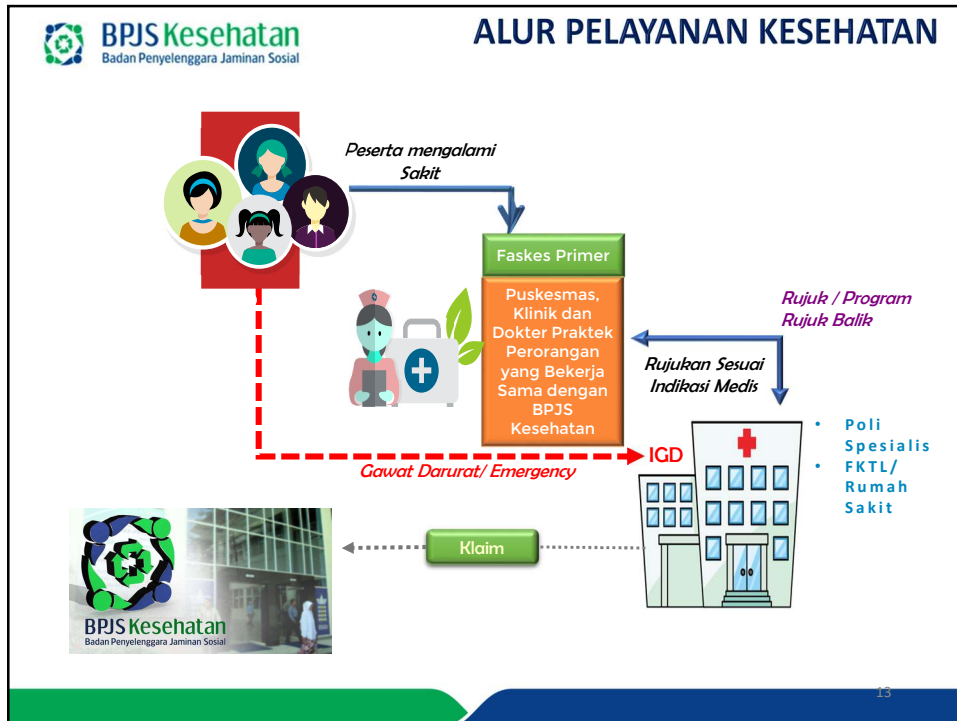 BPJS Kesehatan
Badan Penyelenggara Jaminan Sosial
ALUR PELAYANAN KESEHATAN
Peserta mengalami
Sakit
Faskes Primer
Puskesmas,
Klinik dan
Dokter Praktek
Perorangan
yang Bekerja
Sama dengan
BPJS
Kesehatan
Rujuk / Program
Rujuk Balik
Rujukan Sesuai
Indikasi Medis
IGD
Gawat Darurat/ Emergency
• Poli
Spesialis
• FKTL/
Rumah
Sakit
Klaim
BPJS Kesehatan
Badan Penyelenggara Jaminan Sosial
13